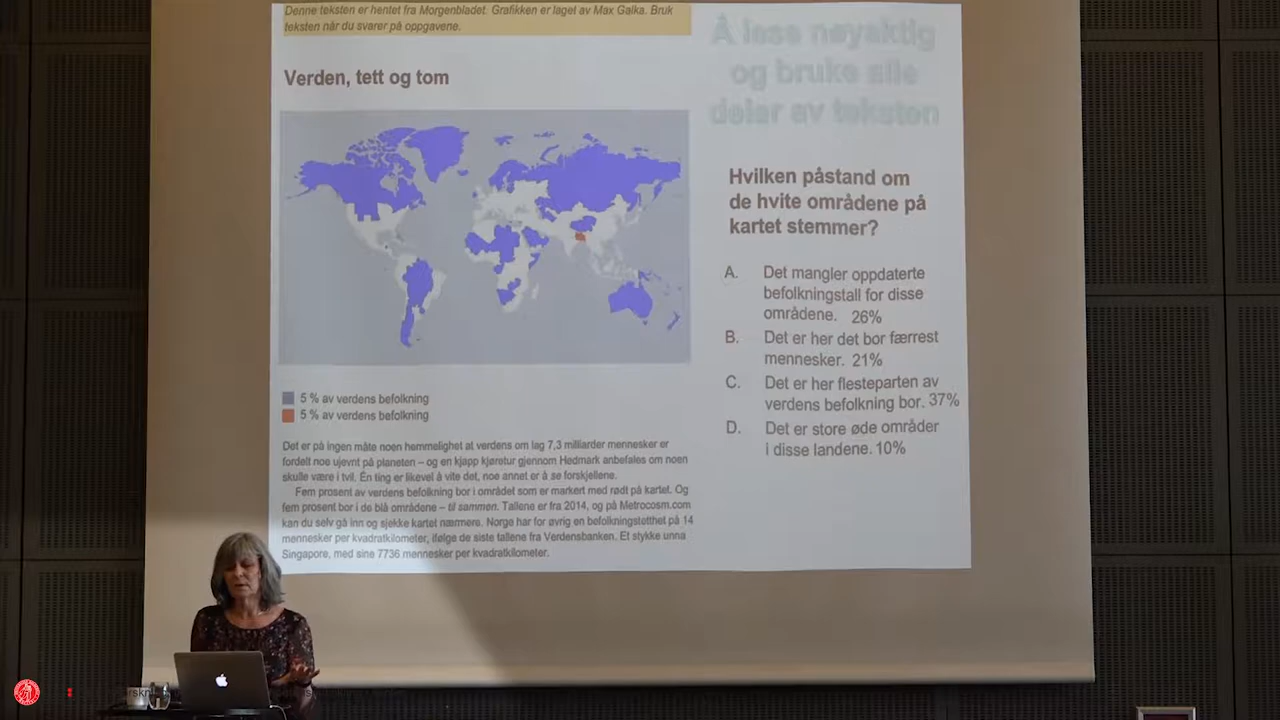 Denne teksten er hentet fra Morgenbladet. Grafikken er laget av Max Galka. Bruk
teksten når du svarer på oppgavene.
Verden, tett og tom
5 % av verdens befolkning
5 % av verdens befolkning
Det er på ingen måte noen hemmelighet at verdens om lag 7,3 milliarder mennesker er
fordelt noe ujevnt på planeten – og en kjapp kjøretur gjennom Hedmark anbefales om noen
skulle være i tvil. Én ting er likevel å vite det, noe annet er å se forskjellene.
Fem prosent av verdens befolkning bor i området som er markert med rødt på kartet. Og
fem prosent bor i de blå områdene – til sammen. Tallene er fra 2014, og på Metrocosm.com
kan du selv gå inn og sjekke kartet nærmere. Norge har for øvrig en befolkningstetthet på 14
mennesker per kvadratkilometer, ifølge de siste tallene fra Verdensbanken. Et stykke unna
Singapore, med sine 7736 mennesker per kvadratkilometer.
Å lese nøyaktig
og bruke alle
deler av teksten
Hvilken påstand om
de hvite områdene på
kartet stemmer?
A. Det mangler oppdaterte
befolkningstall for disse
områdene. 26%
B. Det er her det bor færrest
mennesker. 21%
C. Det er her flesteparten av
verdens befolkning bor. 37%
D. Det er store øde områder
i disse landene. 10%